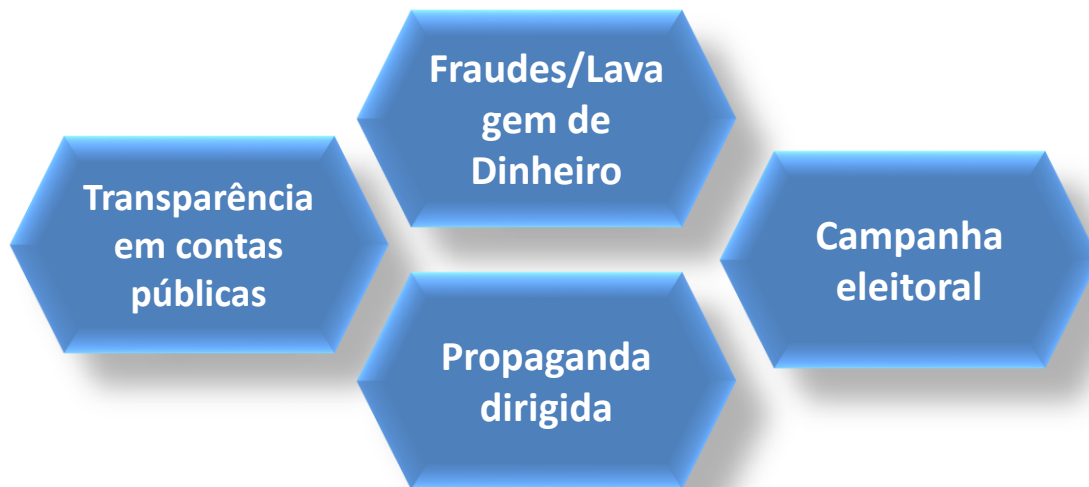 Fraudes/Lava
gem de
Dinheiro
Transparência
em contas
públicas
Campanha
eleitoral
Propaganda
dirigida